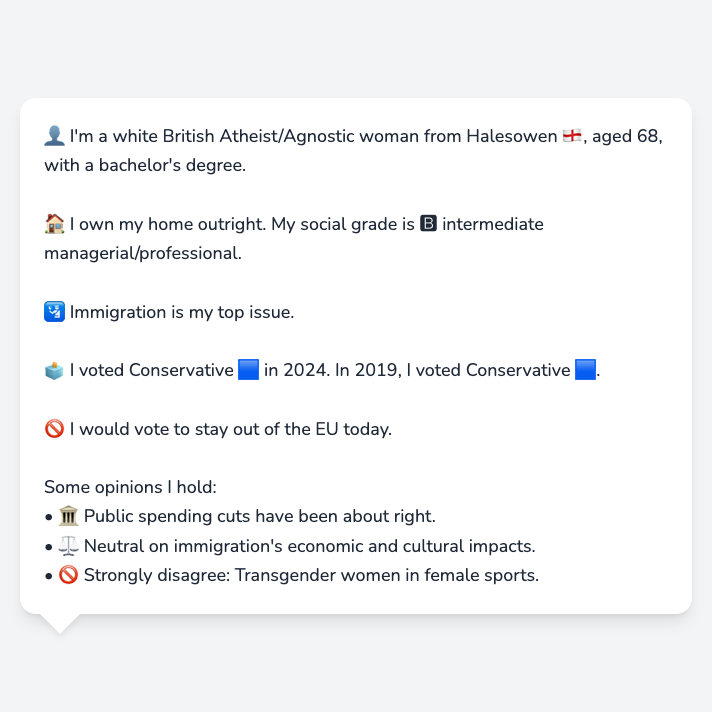 👤 I'm a white British Atheist/Agnostic woman from Halesowen 🏴󠁧󠁢󠁥󠁮󠁧󠁿, aged 68,
with a bachelor's degree.
🏠 I own my home outright. My social grade is 🅱 intermediate
managerial/professional.
🛂 Immigration is my top issue.
🗳️ I voted Conservative 🟦 in 2024. In 2019, I voted Conservative 🟦.
🚫 I would vote to stay out of the EU today.
Some opinions I hold:
• 🏛️ Public spending cuts have been about right.
• ⚖️ Neutral on immigration's economic and cultural impacts.
• 🚫 Strongly disagree: Transgender women in female sports.